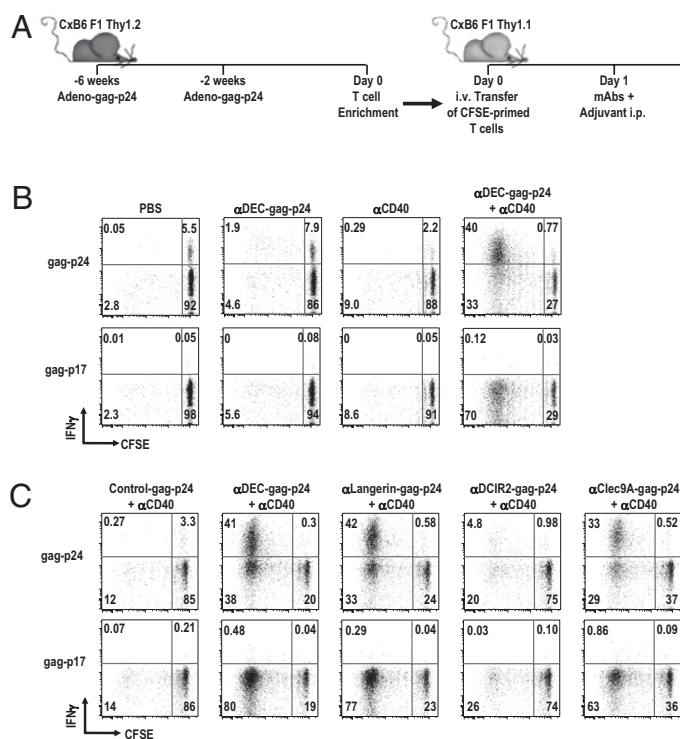 A
CxB6 F1 Thy1.2
CxB6 F1 Thy1.1
-6 weeks
Adeno-gag-p24
-2 weeks
Adeno-gag-p24
Day 0
T cell
Enrichment
Day 0
i.v. Transfer
of CFSE-primed
T cells
Day 1
mAbs +
Adjuvant i.p.
B
PBS
αDEC-gag-p24
αCD40
αDEC-gag-p24
+ αCD40
gag-p24
0.05 5.5
2.8 92
1.9 7.9
4.6 86
0.29 2.2
9.0 88
40 0.77
33 27
gag-p17
0.01 0.05
2.3 98
0 0.08
5.6 94
0 0.05
8.6 91
0.12 0.03
70 29
IFNγ
CFSE
C
Control-gag-p24
+ αCD40
αDEC-gag-p24
+ αCD40
αLangerin-gag-p24
+ αCD40
αDCIR2-gag-p24
+ αCD40
αClec9A-gag-p24
+ αCD40
gag-p24
0.27 3.3
12 85
41 0.3
38 20
42 0.58
33 24
4.8 0.98
20 75
33 0.52
29 37
gag-p17
0.07 0.21
14 86
0.48 0.04
80 19
0.29 0.04
77 23
0.03 0.10
26 74
0.86 0.09
63 36
IFNγ
CFSE